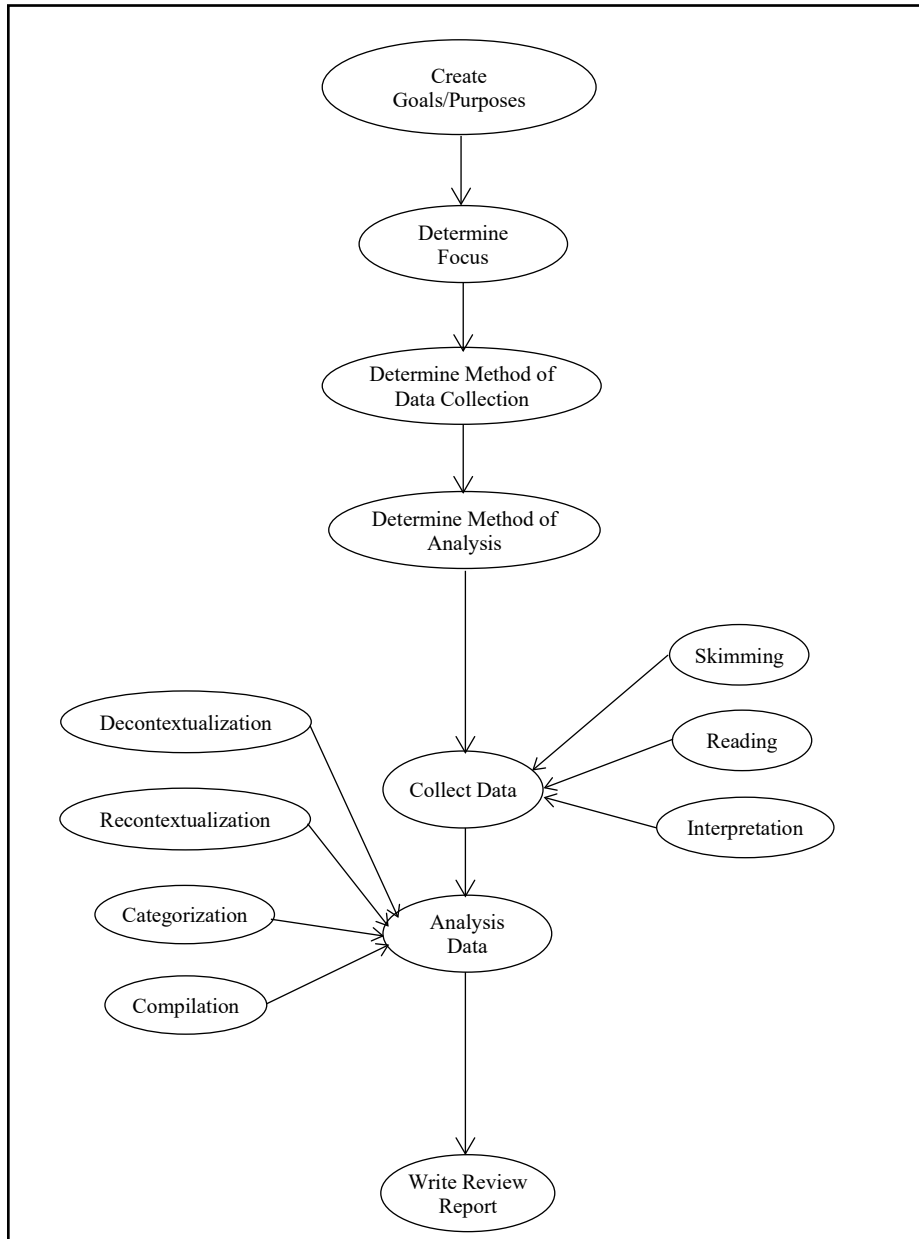 Create
Goals/Purposes
Determine
Focus
Determine Method of
Data Collection
Determine Method of
Analysis
Skimming
Decontextualization
Reading
Collect Data
Recontextualization
Interpretation
Categorization
Analysis
Data
Compilation
Write Review
Report